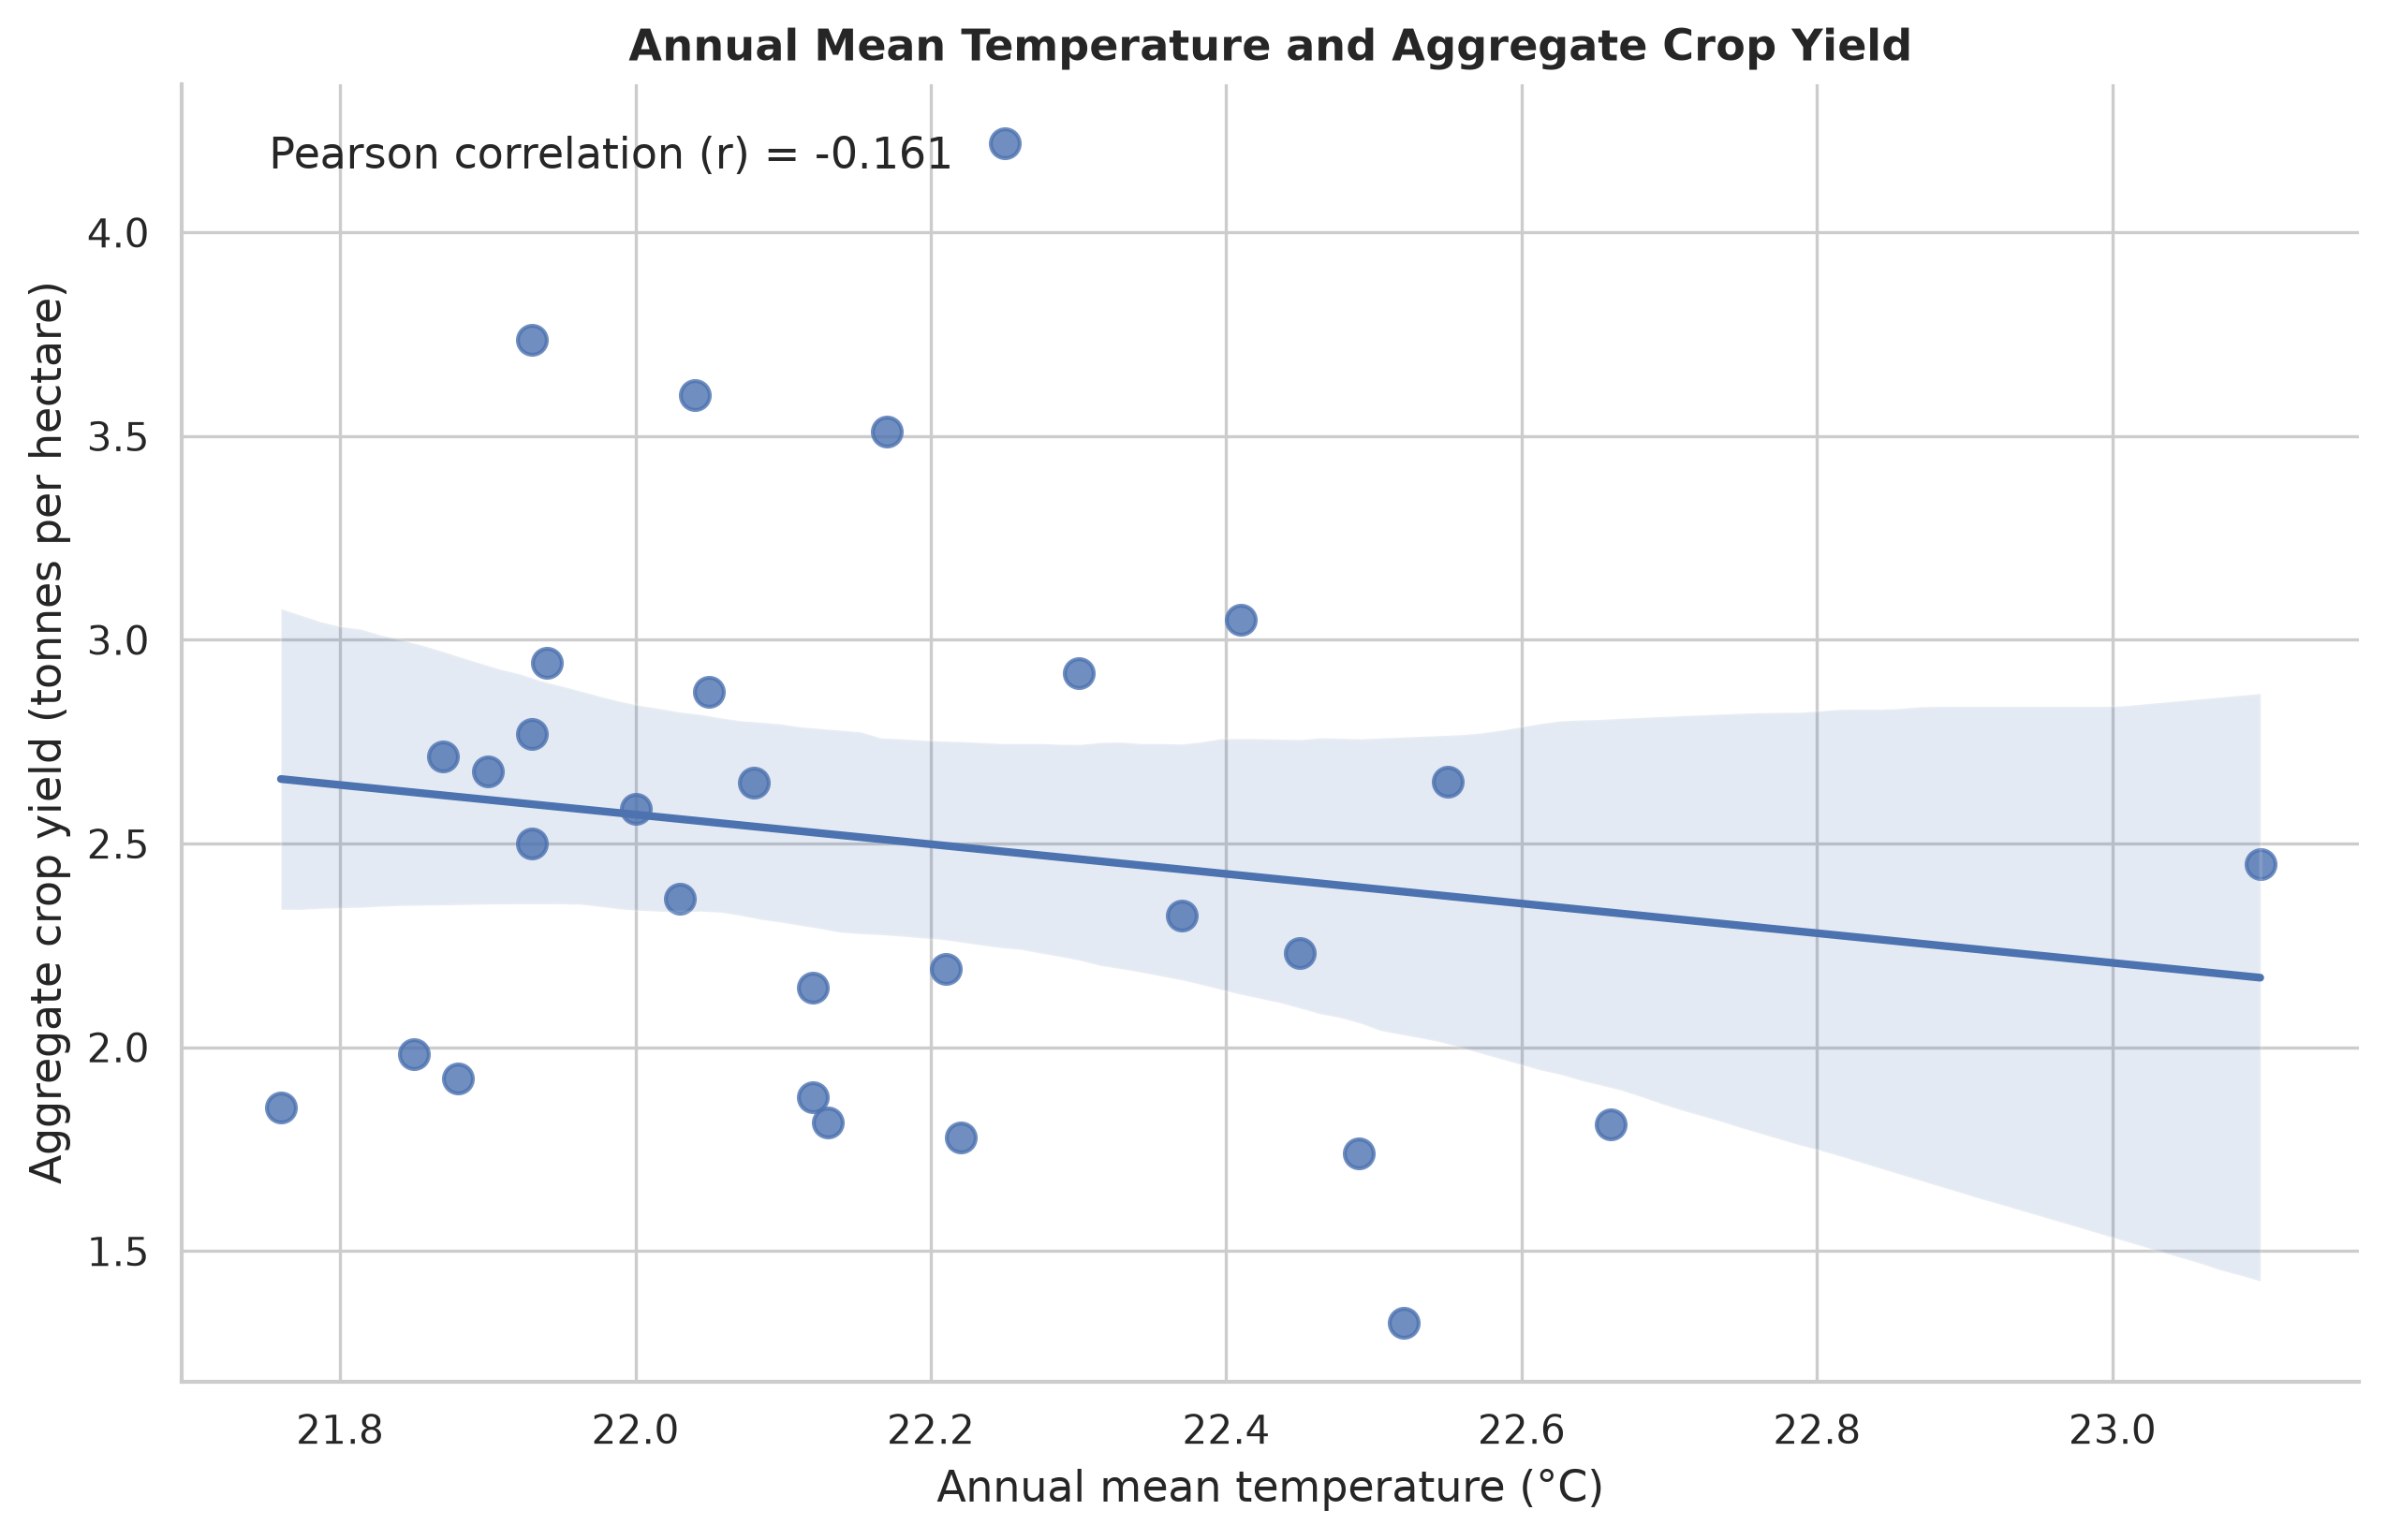 Annual Mean Temperature and Aggregate Crop Yield
Pearson correlation (r) = -0.161
Aggregate crop yield (tonnes per hectare)
4.0
3.5
3.0
2.5
2.0
1.5
21.8 22.0 22.2 22.4 22.6 22.8 23.0
Annual mean temperature (°C)